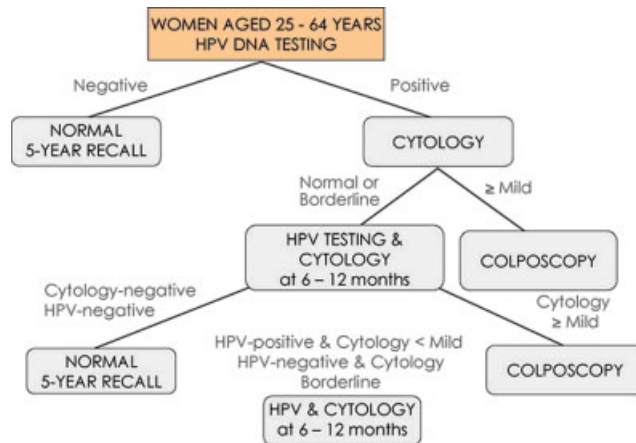 WOMEN AGED 25 - 64 YEARS
HPV DNA TESTING
Negative
Positive
NORMAL
5-YEAR RECALL
CYTOLOGY
Normal or
Borderline
≥ Mild
HPV TESTING &
CYTOLOGY
at 6 – 12 months
COLPOSCOPY
Cytology-negative
HPV-negative
Cytology
≥ Mild
HPV-positive & Cytology < Mild
HPV-negative & Cytology
Borderline
NORMAL
5-YEAR RECALL
COLPOSCOPY
HPV & CYTOLOGY
at 6 – 12 months